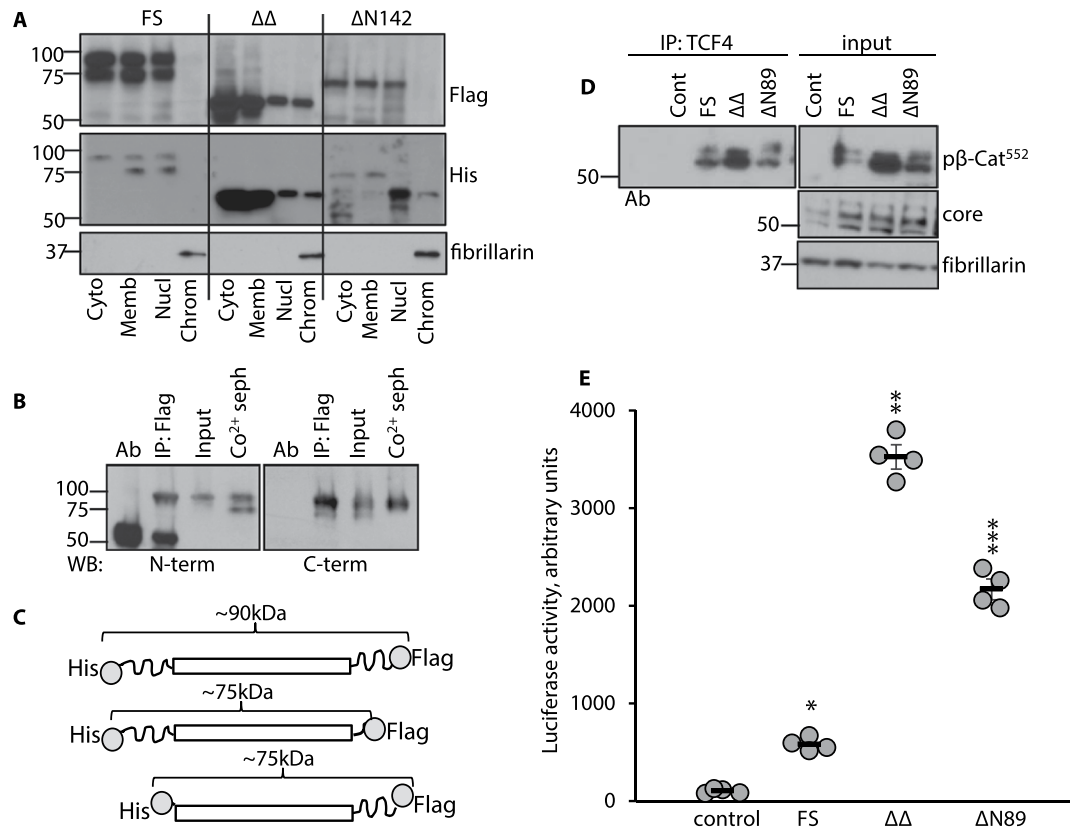 A
FS ΔΔ ΔN142
100
75
50
Flag
100
75
50
His
37
fibrillarin
Cyto Memb Nucl Chrom Cyto Memb Nucl Chrom Cyto Memb Nucl Chrom
B
Ab IP: Flag Input Co²⁺ seph Ab IP: Flag Input Co²⁺ seph
100
75
50
WB: N-term C-term
C
~90kDa
His Flag
~75kDa
His Flag
~75kDa
His Flag
D
IP: TCF4 input
Cont FS ΔΔ ΔN89 Cont FS ΔΔ ΔN89
50
pβ-Cat⁵⁵²
Ab
50
core
37
fibrillarin
E
Luciferase activity, arbitrary units
4000
3000
2000
1000
0
*
**
***
control FS ΔΔ ΔN89